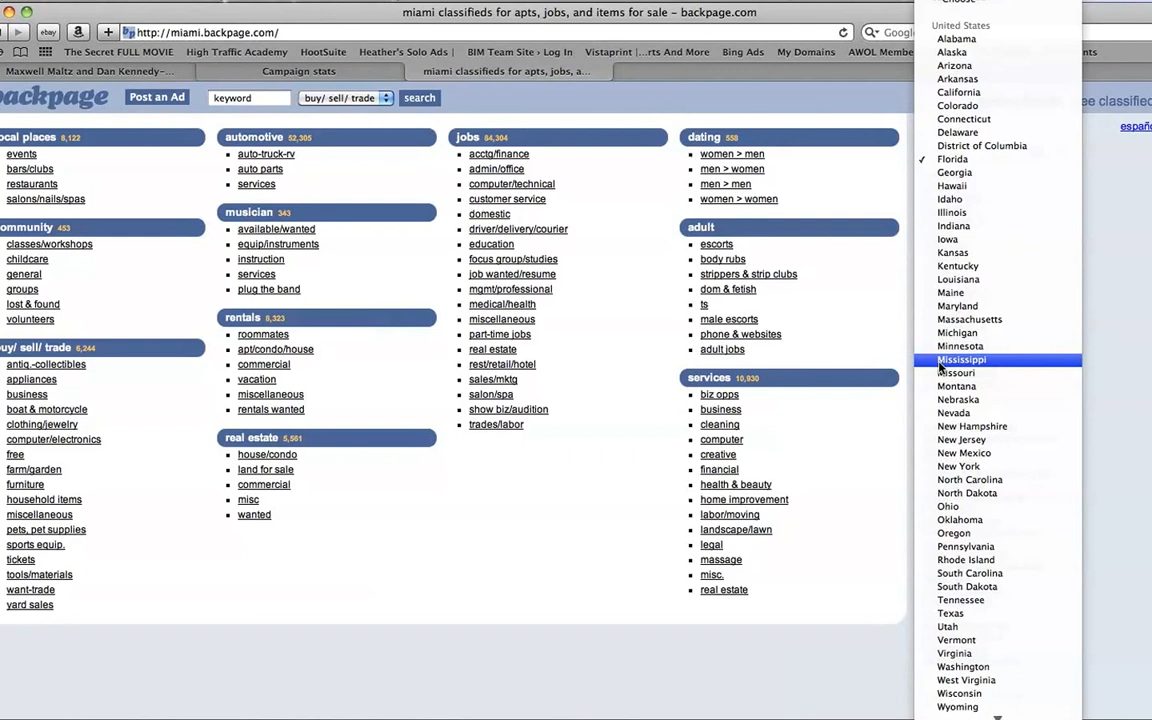 miami classifieds for apts, jobs, and items for sale – backpage.com
ebay
a
http://miami.backpage.com/
Google
The Secret FULL MOVIE
High Traffic Academy
HootSuite
Heather's Solo Ads
BIM Team Site › Log In
Vistaprint |...rts And More
Bing Ads
My Domains
AWOL Membe
nts
Maxwell Maltz and Dan Kennedy–...
Campaign stats
miami classifieds for apts, jobs, a...
backpage
Post an Ad
keyword
buy/ sell/ trade
search
ee classified
españo
ocal places 8,122
events
bars/clubs
restaurants
salons/nails/spas
ommunity 453
classes/workshops
childcare
general
groups
lost & found
volunteers
buy/ sell/ trade 6,244
antiq.-collectibles
appliances
business
boat & motorcycle
clothing/jewelry
computer/electronics
free
farm/garden
furniture
household items
miscellaneous
pets, pet supplies
sports equip.
tickets
tools/materials
want-trade
yard sales
automotive 52,305
auto-truck-rv
auto parts
services
musician 343
available/wanted
equip/instruments
instruction
services
plug the band
rentals 8,323
roommates
apt/condo/house
commercial
vacation
miscellaneous
rentals wanted
real estate 5,561
house/condo
land for sale
commercial
misc
wanted
jobs 84,304
acctg/finance
admin/office
computer/technical
customer service
domestic
driver/delivery/courier
education
focus group/studies
job wanted/resume
mgmt/professional
medical/health
miscellaneous
part-time jobs
real estate
rest/retail/hotel
sales/mktg
salon/spa
show biz/audition
trades/labor
dating 558
women > men
men > women
men > men
women > women
adult
escorts
body rubs
strippers & strip clubs
dom & fetish
ts
male escorts
phone & websites
adult jobs
services 10,930
biz opps
business
cleaning
computer
creative
financial
health & beauty
home improvement
labor/moving
landscape/lawn
legal
massage
misc.
real estate
United States
Alabama
Alaska
Arizona
Arkansas
California
Colorado
Connecticut
Delaware
District of Columbia
✓ Florida
Georgia
Hawaii
Idaho
Illinois
Indiana
Iowa
Kansas
Kentucky
Louisiana
Maine
Maryland
Massachusetts
Michigan
Minnesota
Mississippi
Missouri
Montana
Nebraska
Nevada
New Hampshire
New Jersey
New Mexico
New York
North Carolina
North Dakota
Ohio
Oklahoma
Oregon
Pennsylvania
Rhode Island
South Carolina
South Dakota
Tennessee
Texas
Utah
Vermont
Virginia
Washington
West Virginia
Wisconsin
Wyoming